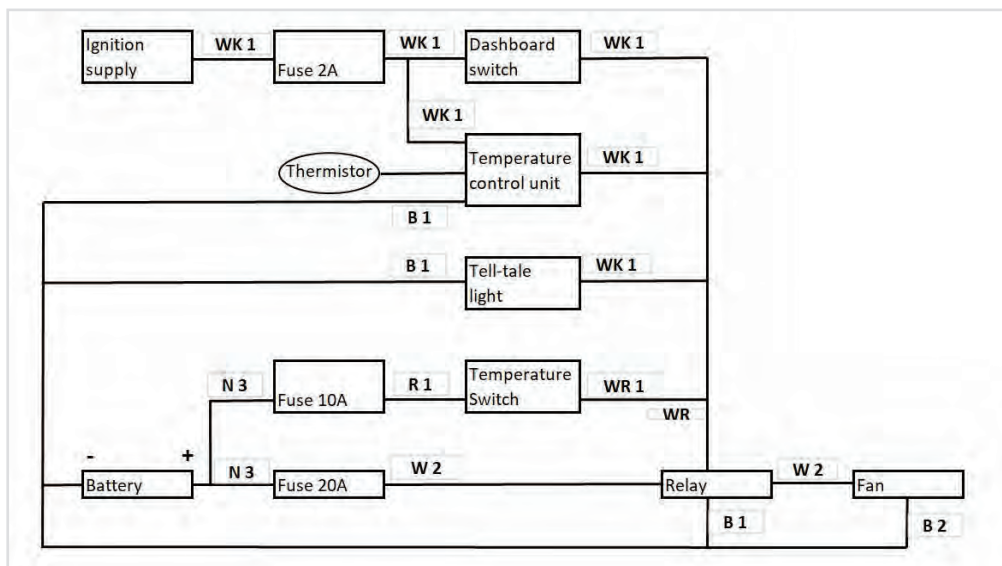 Ignition
supply
WK 1
Fuse 2A
WK 1
Dashboard
switch
WK 1
WK 1
Thermistor
Temperature
control unit
WK 1
B 1
B 1
Tell-tale
light
WK 1
N 3
Fuse 10A
R 1
Temperature
Switch
WR 1
WR
- +
Battery
N 3
Fuse 20A
W 2
Relay
W 2
Fan
B 1
B 2